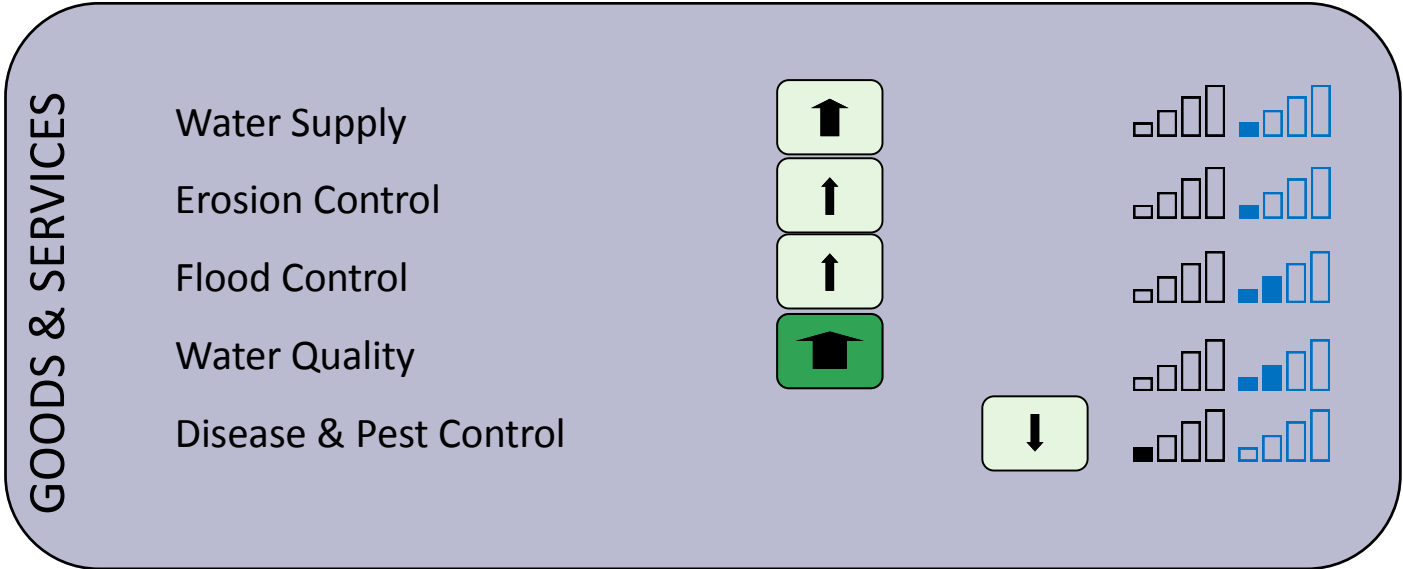 GOODS & SERVICES
Water Supply
Erosion Control
Flood Control
Water Quality
Disease & Pest Control